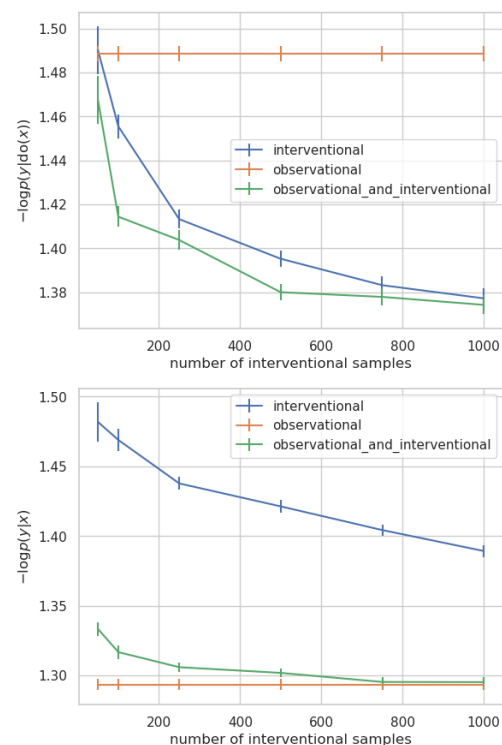 1.50
1.48
1.46
1.44
1.42
1.40
1.38
−logp(y|do(x))
interventional
observational
observational_and_interventional
200 400 600 800 1000
number of interventional samples
1.50
1.45
1.40
1.35
1.30
−logp(y|x)
interventional
observational
observational_and_interventional
200 400 600 800 1000
number of interventional samples